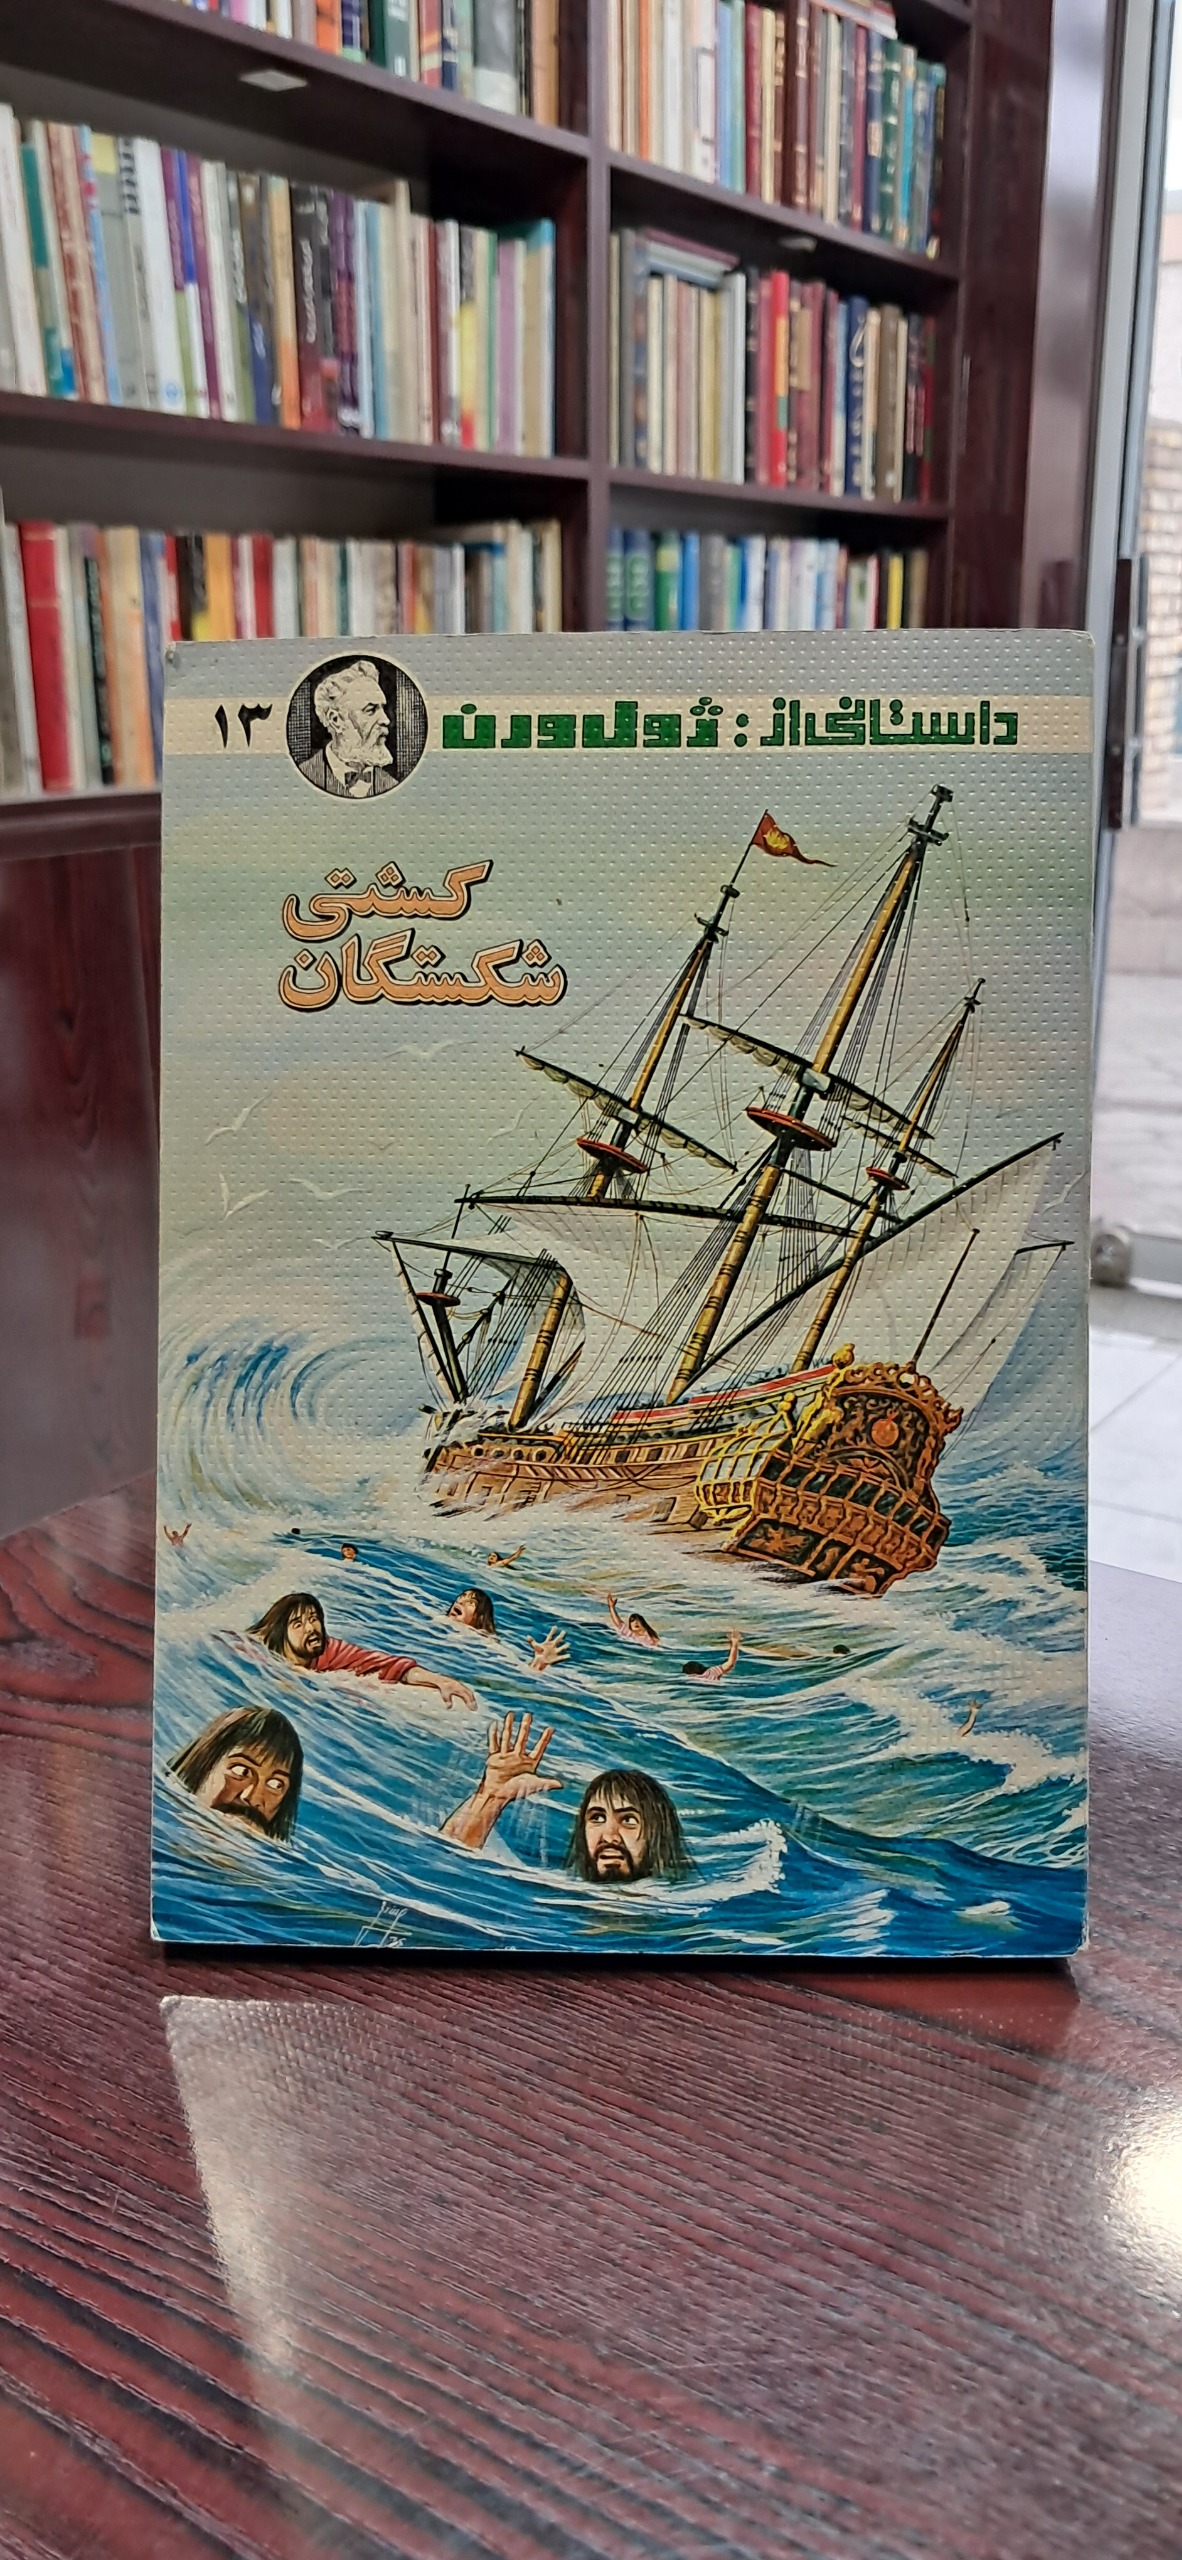 داستانی از : ژول ورن ۱۳
کشتی
شکستگان